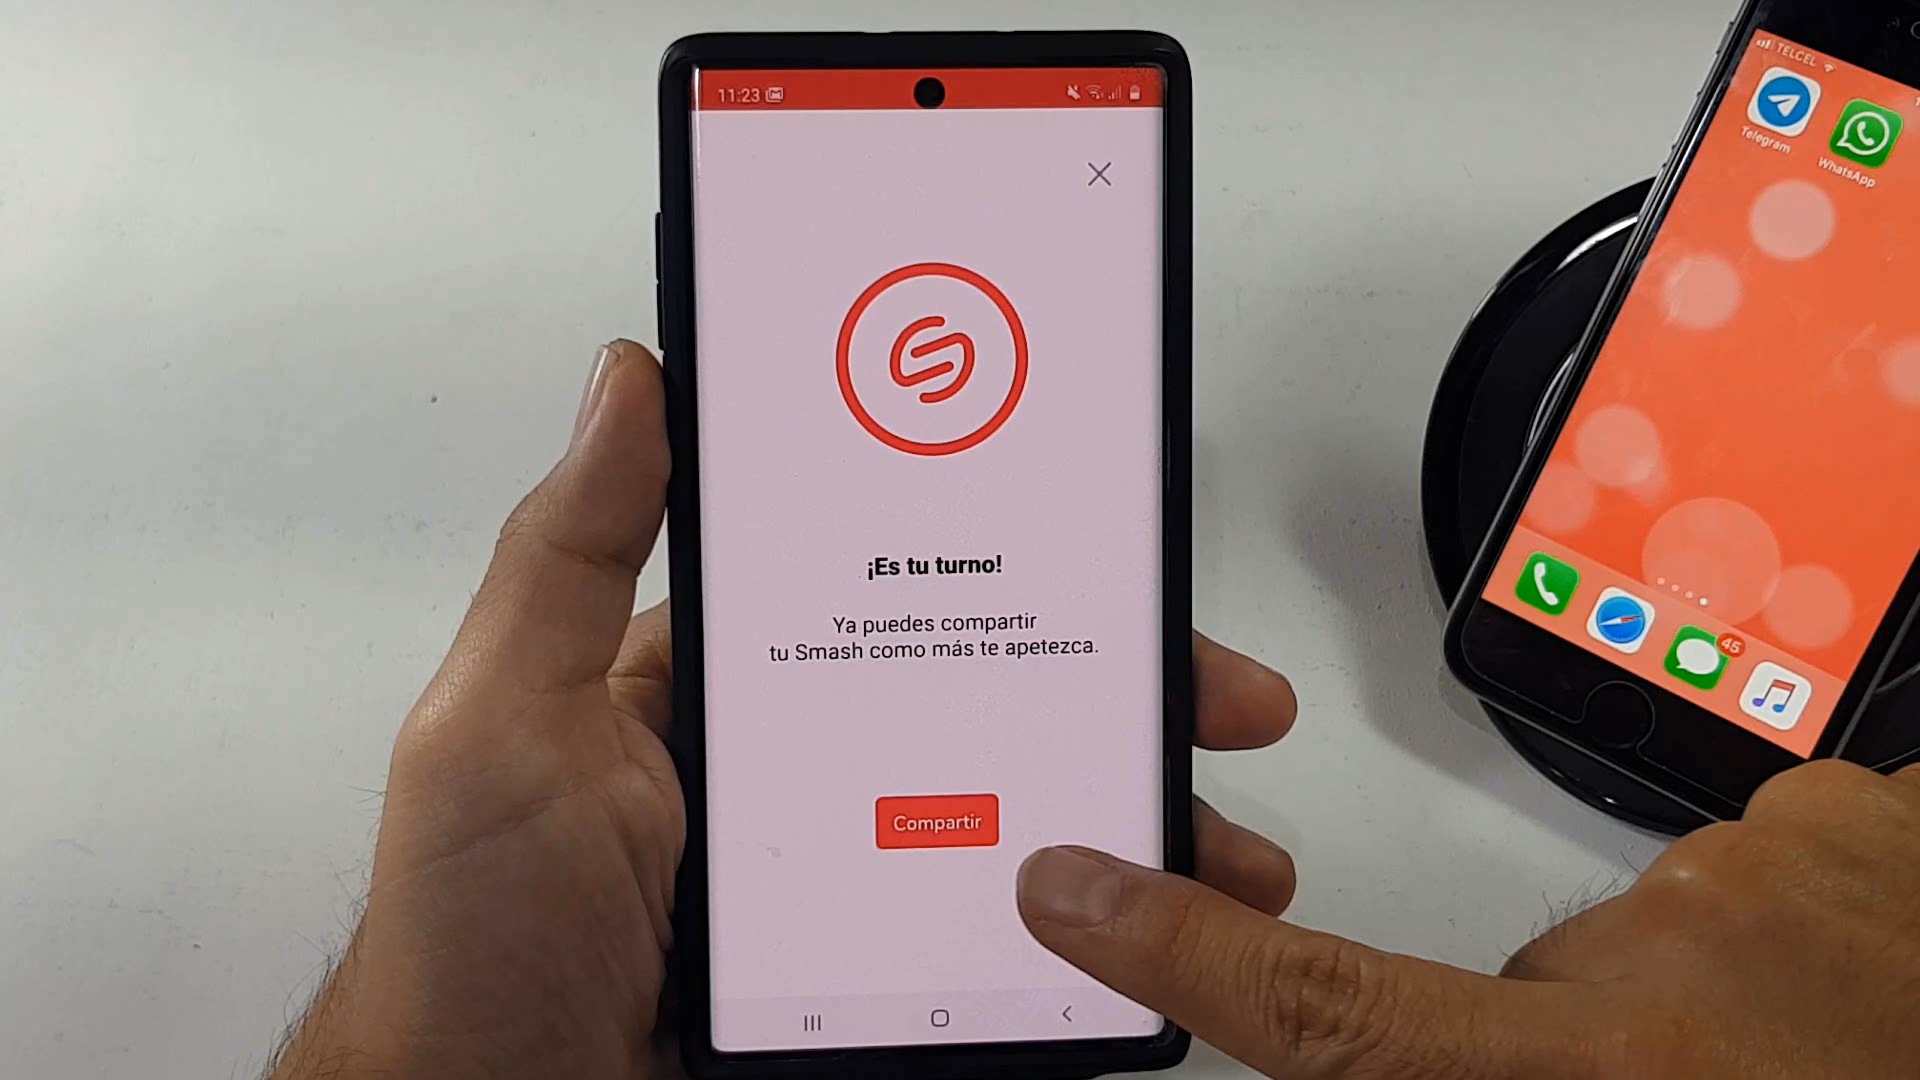 11:23
¡Es tu turno!
Ya puedes compartir
tu Smash como más te apetezca.
Compartir
TELCEL
Telegram
WhatsApp
45